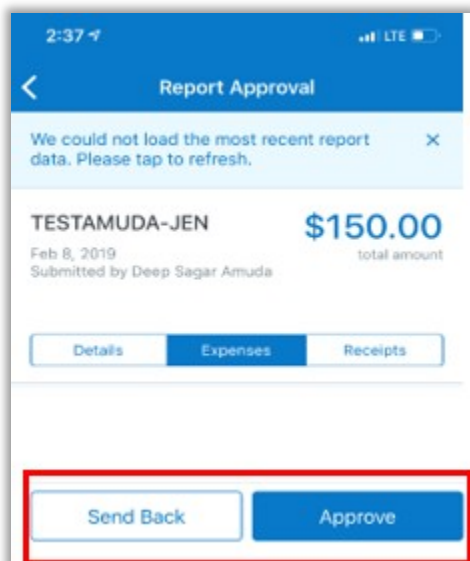 2:37
LTE
Report Approval
We could not load the most recent report
data. Please tap to refresh.
TESTAMUDA-JEN
$150.00
Feb 8, 2019
total amount
Submitted by Deep Sagar Amuda
Details Expenses Receipts
Send Back Approve